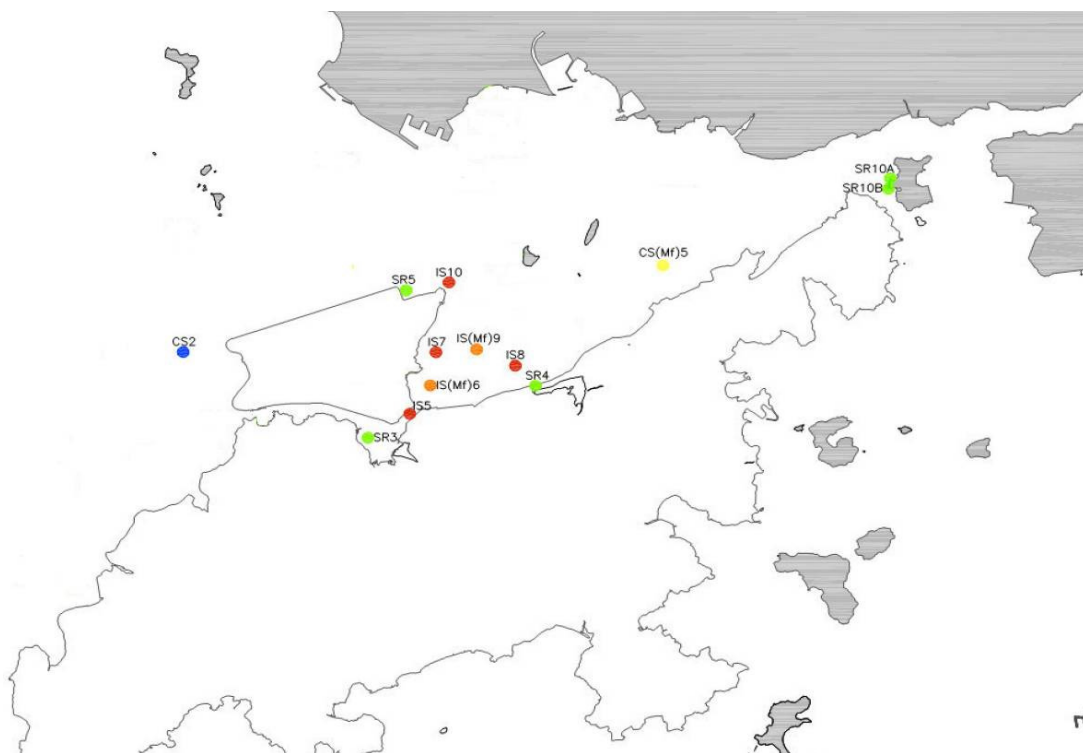 SR10A
SR10B
CS(Mf)5
IS10
SR5
CS2
IS7
IS(Mf)9
IS8
IS(Mf)6
SR4
IS5
SR3